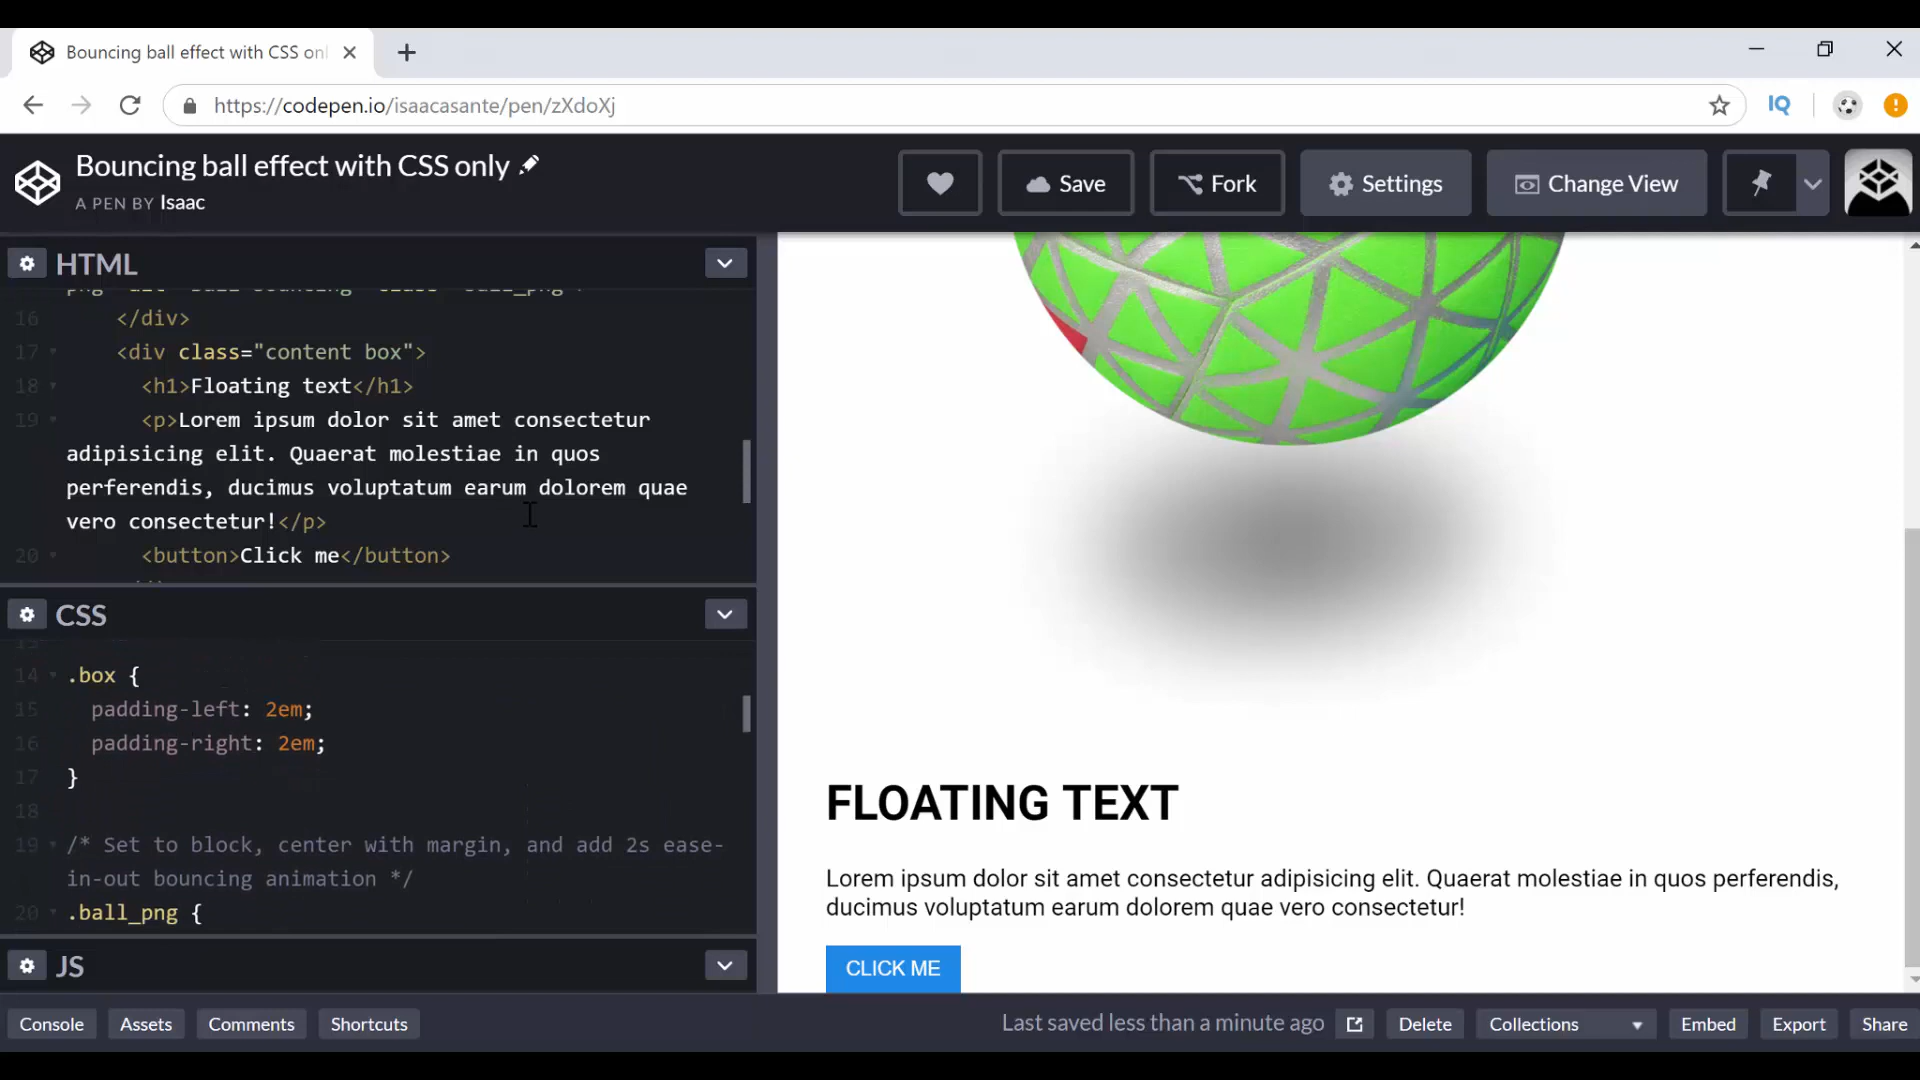 Bouncing ball effect with CSS onl
https://codepen.io/isaacasante/pen/zXdoXj
IQ
Bouncing ball effect with CSS only
A PEN BY Isaac
Save
Fork
Settings
Change View
HTML
16 </div>
17 <div class="content box">
18 <h1>Floating text</h1>
19 <p>Lorem ipsum dolor sit amet consectetur
adipisicing elit. Quaerat molestiae in quos
perferendis, ducimus voluptatum earum dolorem quae
vero consectetur!</p>
20 <button>Click me</button>
CSS
14 .box {
15 padding-left: 2em;
16 padding-right: 2em;
17 }
18
19 /* Set to block, center with margin, and add 2s ease-
in-out bouncing animation */
20 .ball_png {
JS
FLOATING TEXT
Lorem ipsum dolor sit amet consectetur adipisicing elit. Quaerat molestiae in quos perferendis,
ducimus voluptatum earum dolorem quae vero consectetur!
CLICK ME
Console
Assets
Comments
Shortcuts
Last saved less than a minute ago
Delete
Collections
Embed
Export
Share